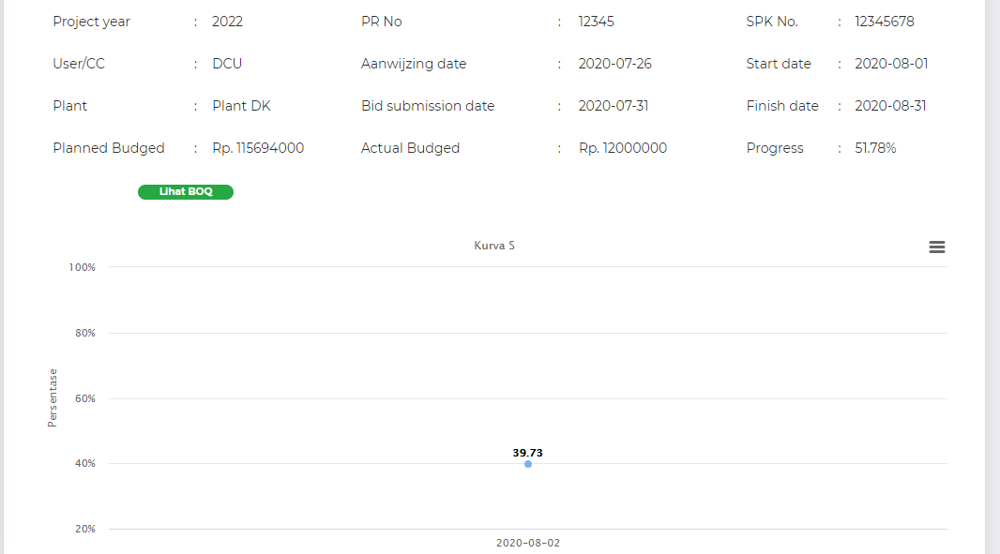 Project year : 2022 PR No : 12345 SPK No. : 12345678
User/CC : DCU Aanwijzing date : 2020-07-26 Start date : 2020-08-01
Plant : Plant DK Bid submission date : 2020-07-31 Finish date : 2020-08-31
Planned Budged : Rp. 115694000 Actual Budged : Rp. 12000000 Progress : 51.78%
Lihat BOQ
Kurva S
100%
80%
Persentase
60%
39.73
40%
20%
2020-08-02